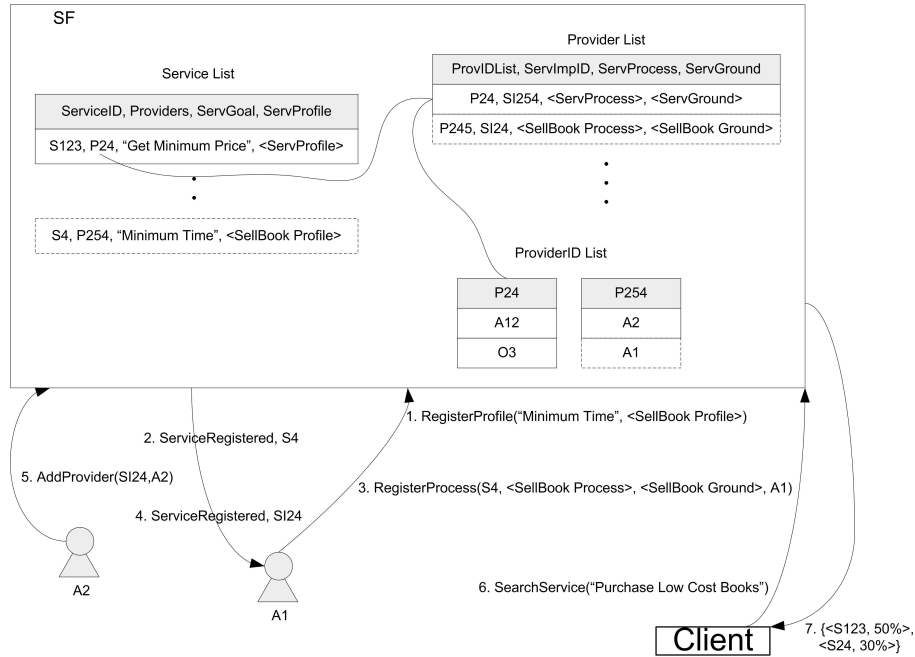 SF
Service List
ServiceID, Providers, ServGoal, ServProfile
S123, P24, “Get Minimum Price”, <ServProfile>
S4, P254, “Minimum Time”, <SellBook Profile>
Provider List
ProvIDList, ServImpID, ServProcess, ServGround
P24, SI254, <ServProcess>, <ServGround>
P245, SI24, <SellBook Process>, <SellBook Ground>
ProviderID List
P24
A12
O3
P254
A2
A1
1. RegisterProfile(“Minimum Time”, <SellBook Profile>)
2. ServiceRegistered, S4
3. RegisterProcess(S4, <SellBook Process>, <SellBook Ground>, A1)
4. ServiceRegistered, SI24
5. AddProvider(SI24,A2)
A2
A1
6. SearchService(“Purchase Low Cost Books”)
Client
7. {<S123, 50%>,
<S24, 30%>}